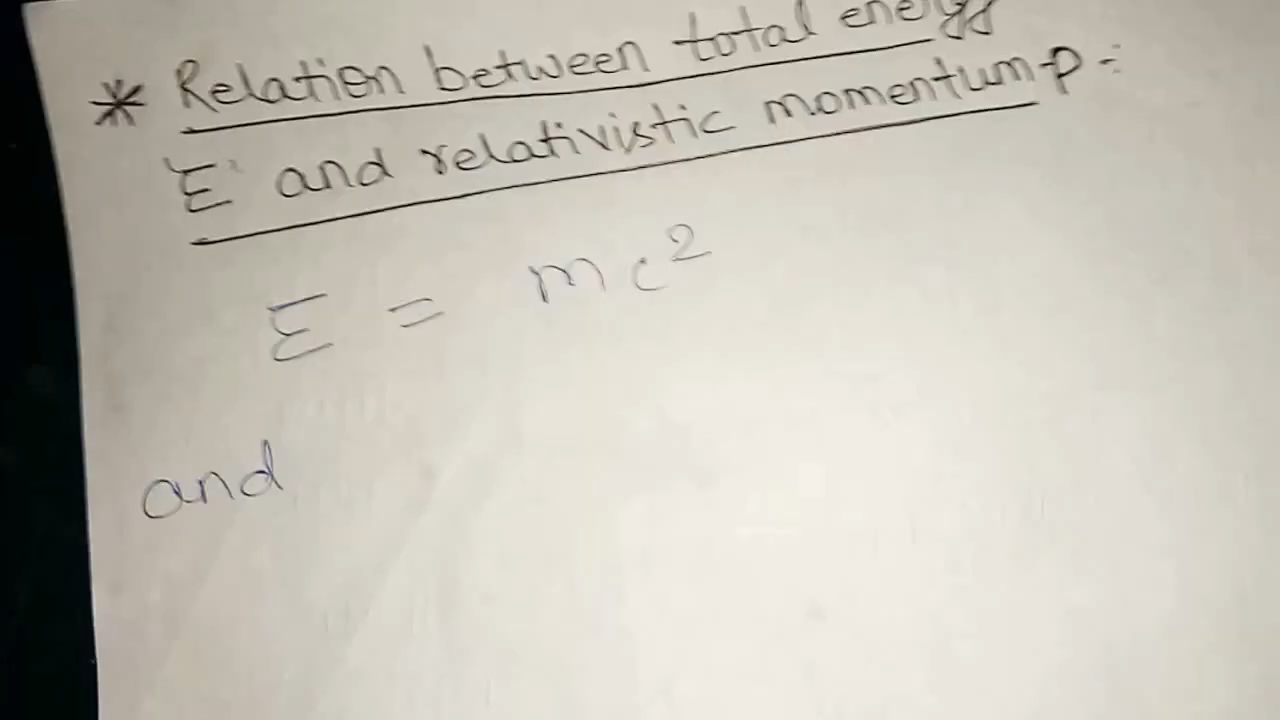 * Relation between total energy
E and relativistic momentum-p :-
E = mc²
and